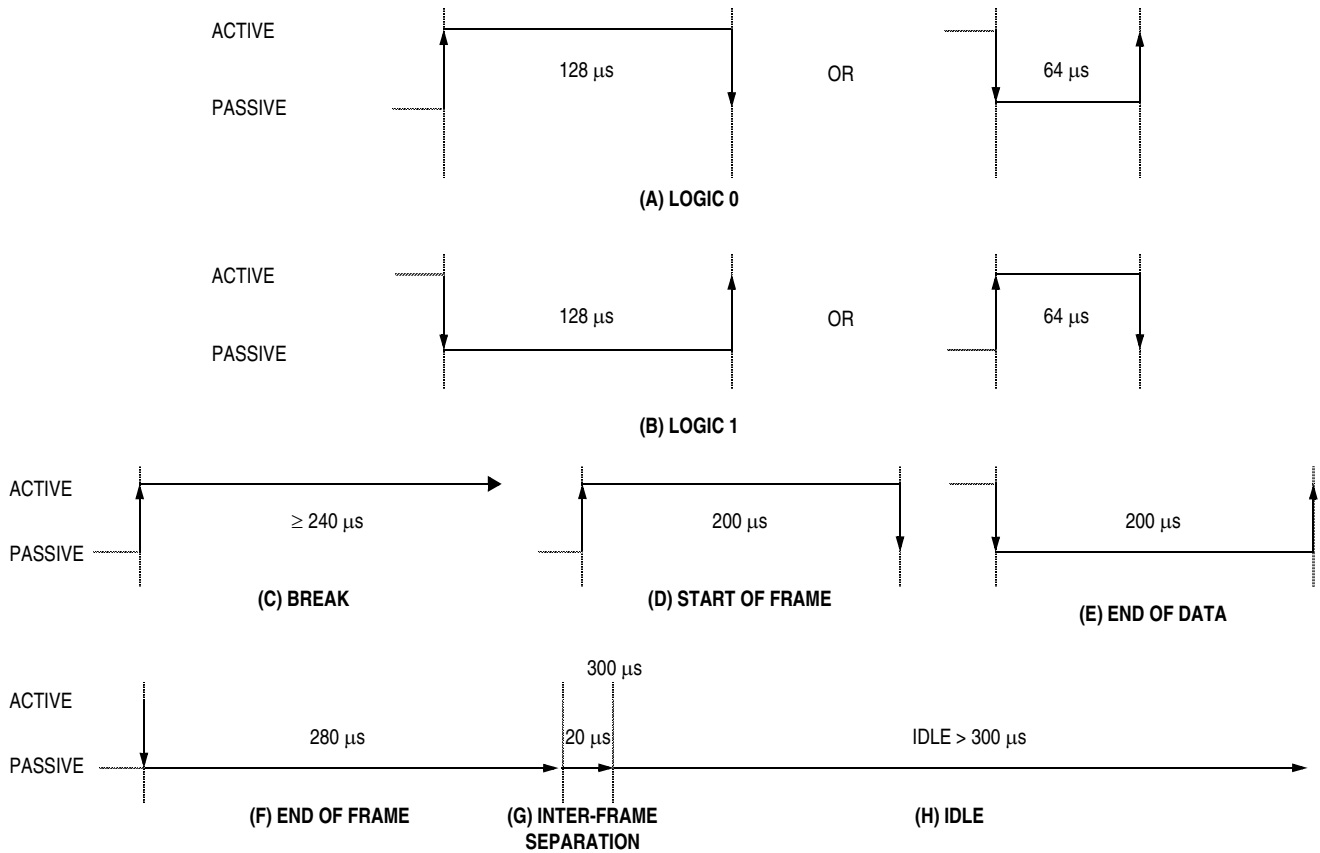 ACTIVE
128 μs
OR
64 μs
PASSIVE
(A) LOGIC 0
ACTIVE
128 μs
OR
64 μs
PASSIVE
(B) LOGIC 1
ACTIVE
≥ 240 μs
200 μs
200 μs
PASSIVE
(C) BREAK
(D) START OF FRAME
(E) END OF DATA
300 μs
ACTIVE
280 μs
20 μs
IDLE > 300 μs
PASSIVE
(F) END OF FRAME
(G) INTER-FRAME
SEPARATION
(H) IDLE